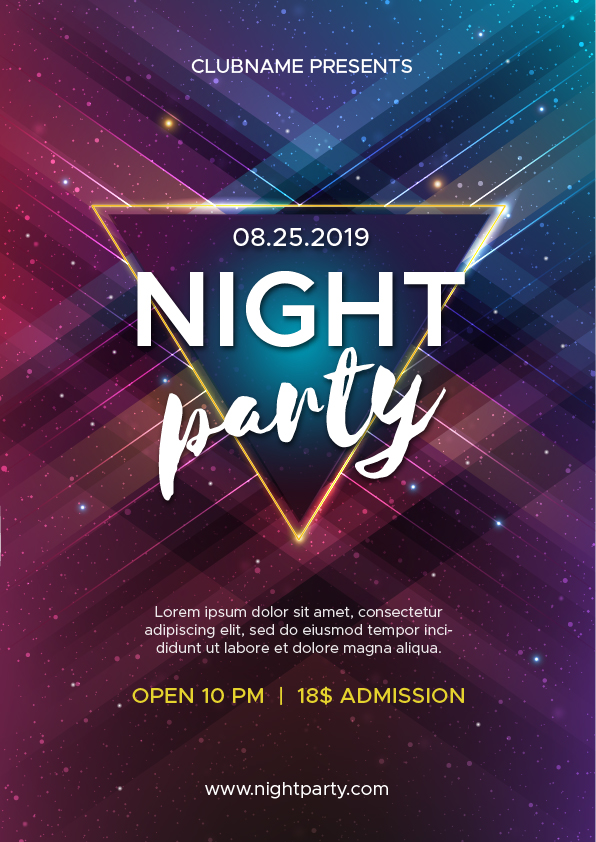 CLUBNAME PRESENTS
08.25.2019
NIGHT
party
Lorem ipsum dolor sit amet, consectetur
adipiscing elit, sed do eiusmod tempor inci-
didunt ut labore et dolore magna aliqua.
OPEN 10 PM | 18$ ADMISSION
www.nightparty.com